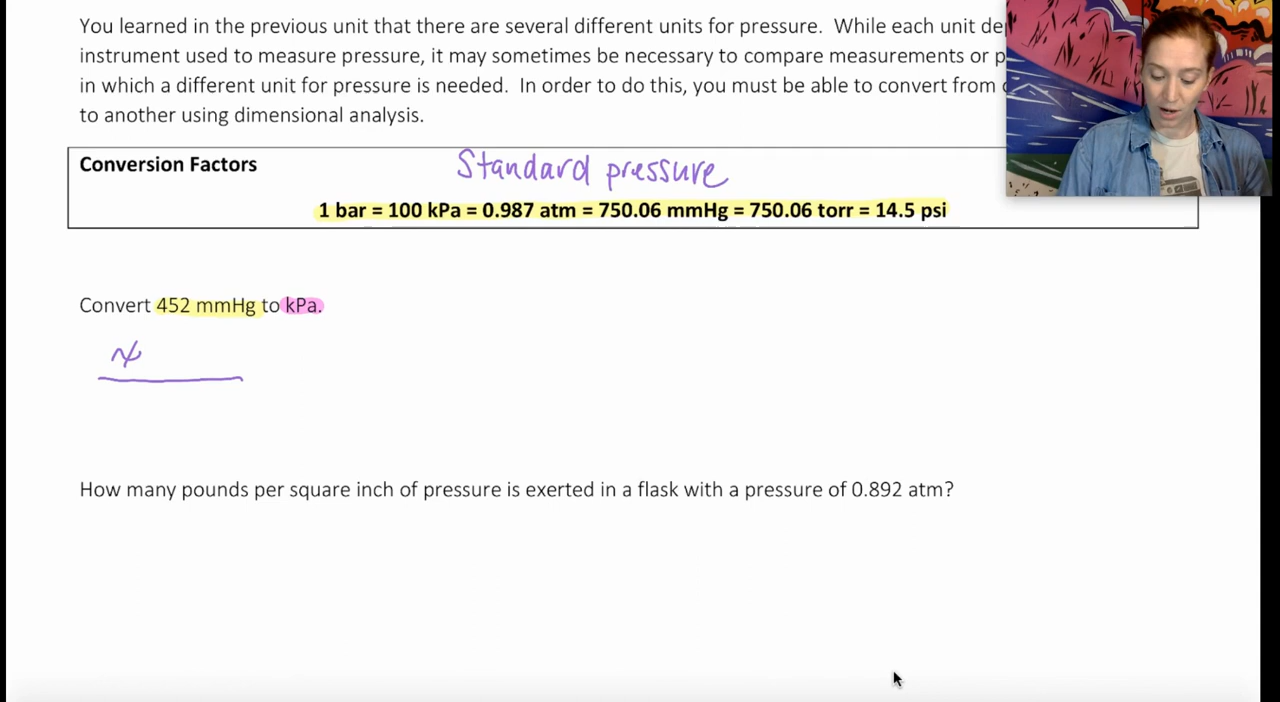 You learned in the previous unit that there are several different units for pressure. While each unit
instrument used to measure pressure, it may sometimes be necessary to compare measurements or
in which a different unit for pressure is needed. In order to do this, you must be able to convert from
to another using dimensional analysis.
Conversion Factors
Standard pressure
1 bar = 100 kPa = 0.987 atm = 750.06 mmHg = 750.06 torr = 14.5 psi
Convert 452 mmHg to kPa.
How many pounds per square inch of pressure is exerted in a flask with a pressure of 0.892 atm?